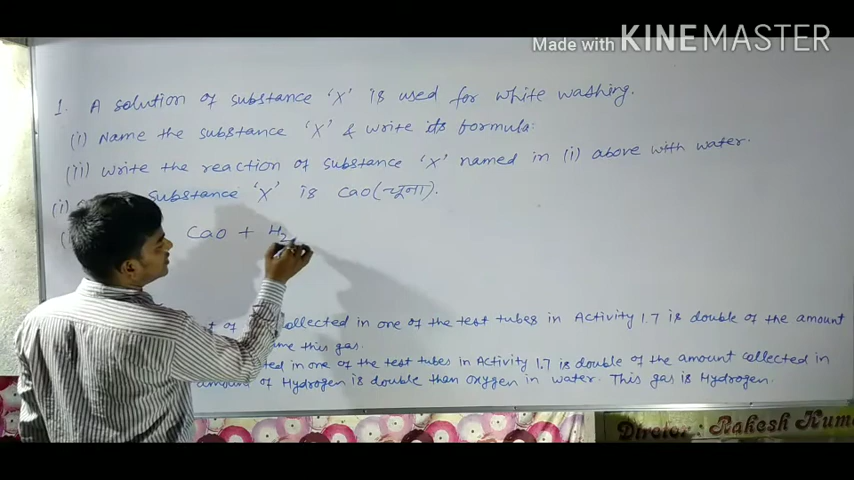 Made with KINEMASTER
1. A solution of substance 'X' is used for white washing.
(i) Name the substance 'X' & write its formula:
(ii) Write the reaction of substance 'X' named in (i) above with water.
(i) substance 'X' is CaO (चूना).
CaO + H2
collected in one of the test tubes in Activity 1.7 is double of the amount
this gas.
in one of the test tubes in Activity 1.7 is double of the amount collected in
amount of Hydrogen is double than oxygen in water. This gas is Hydrogen.
Director:- Rakesh Kum